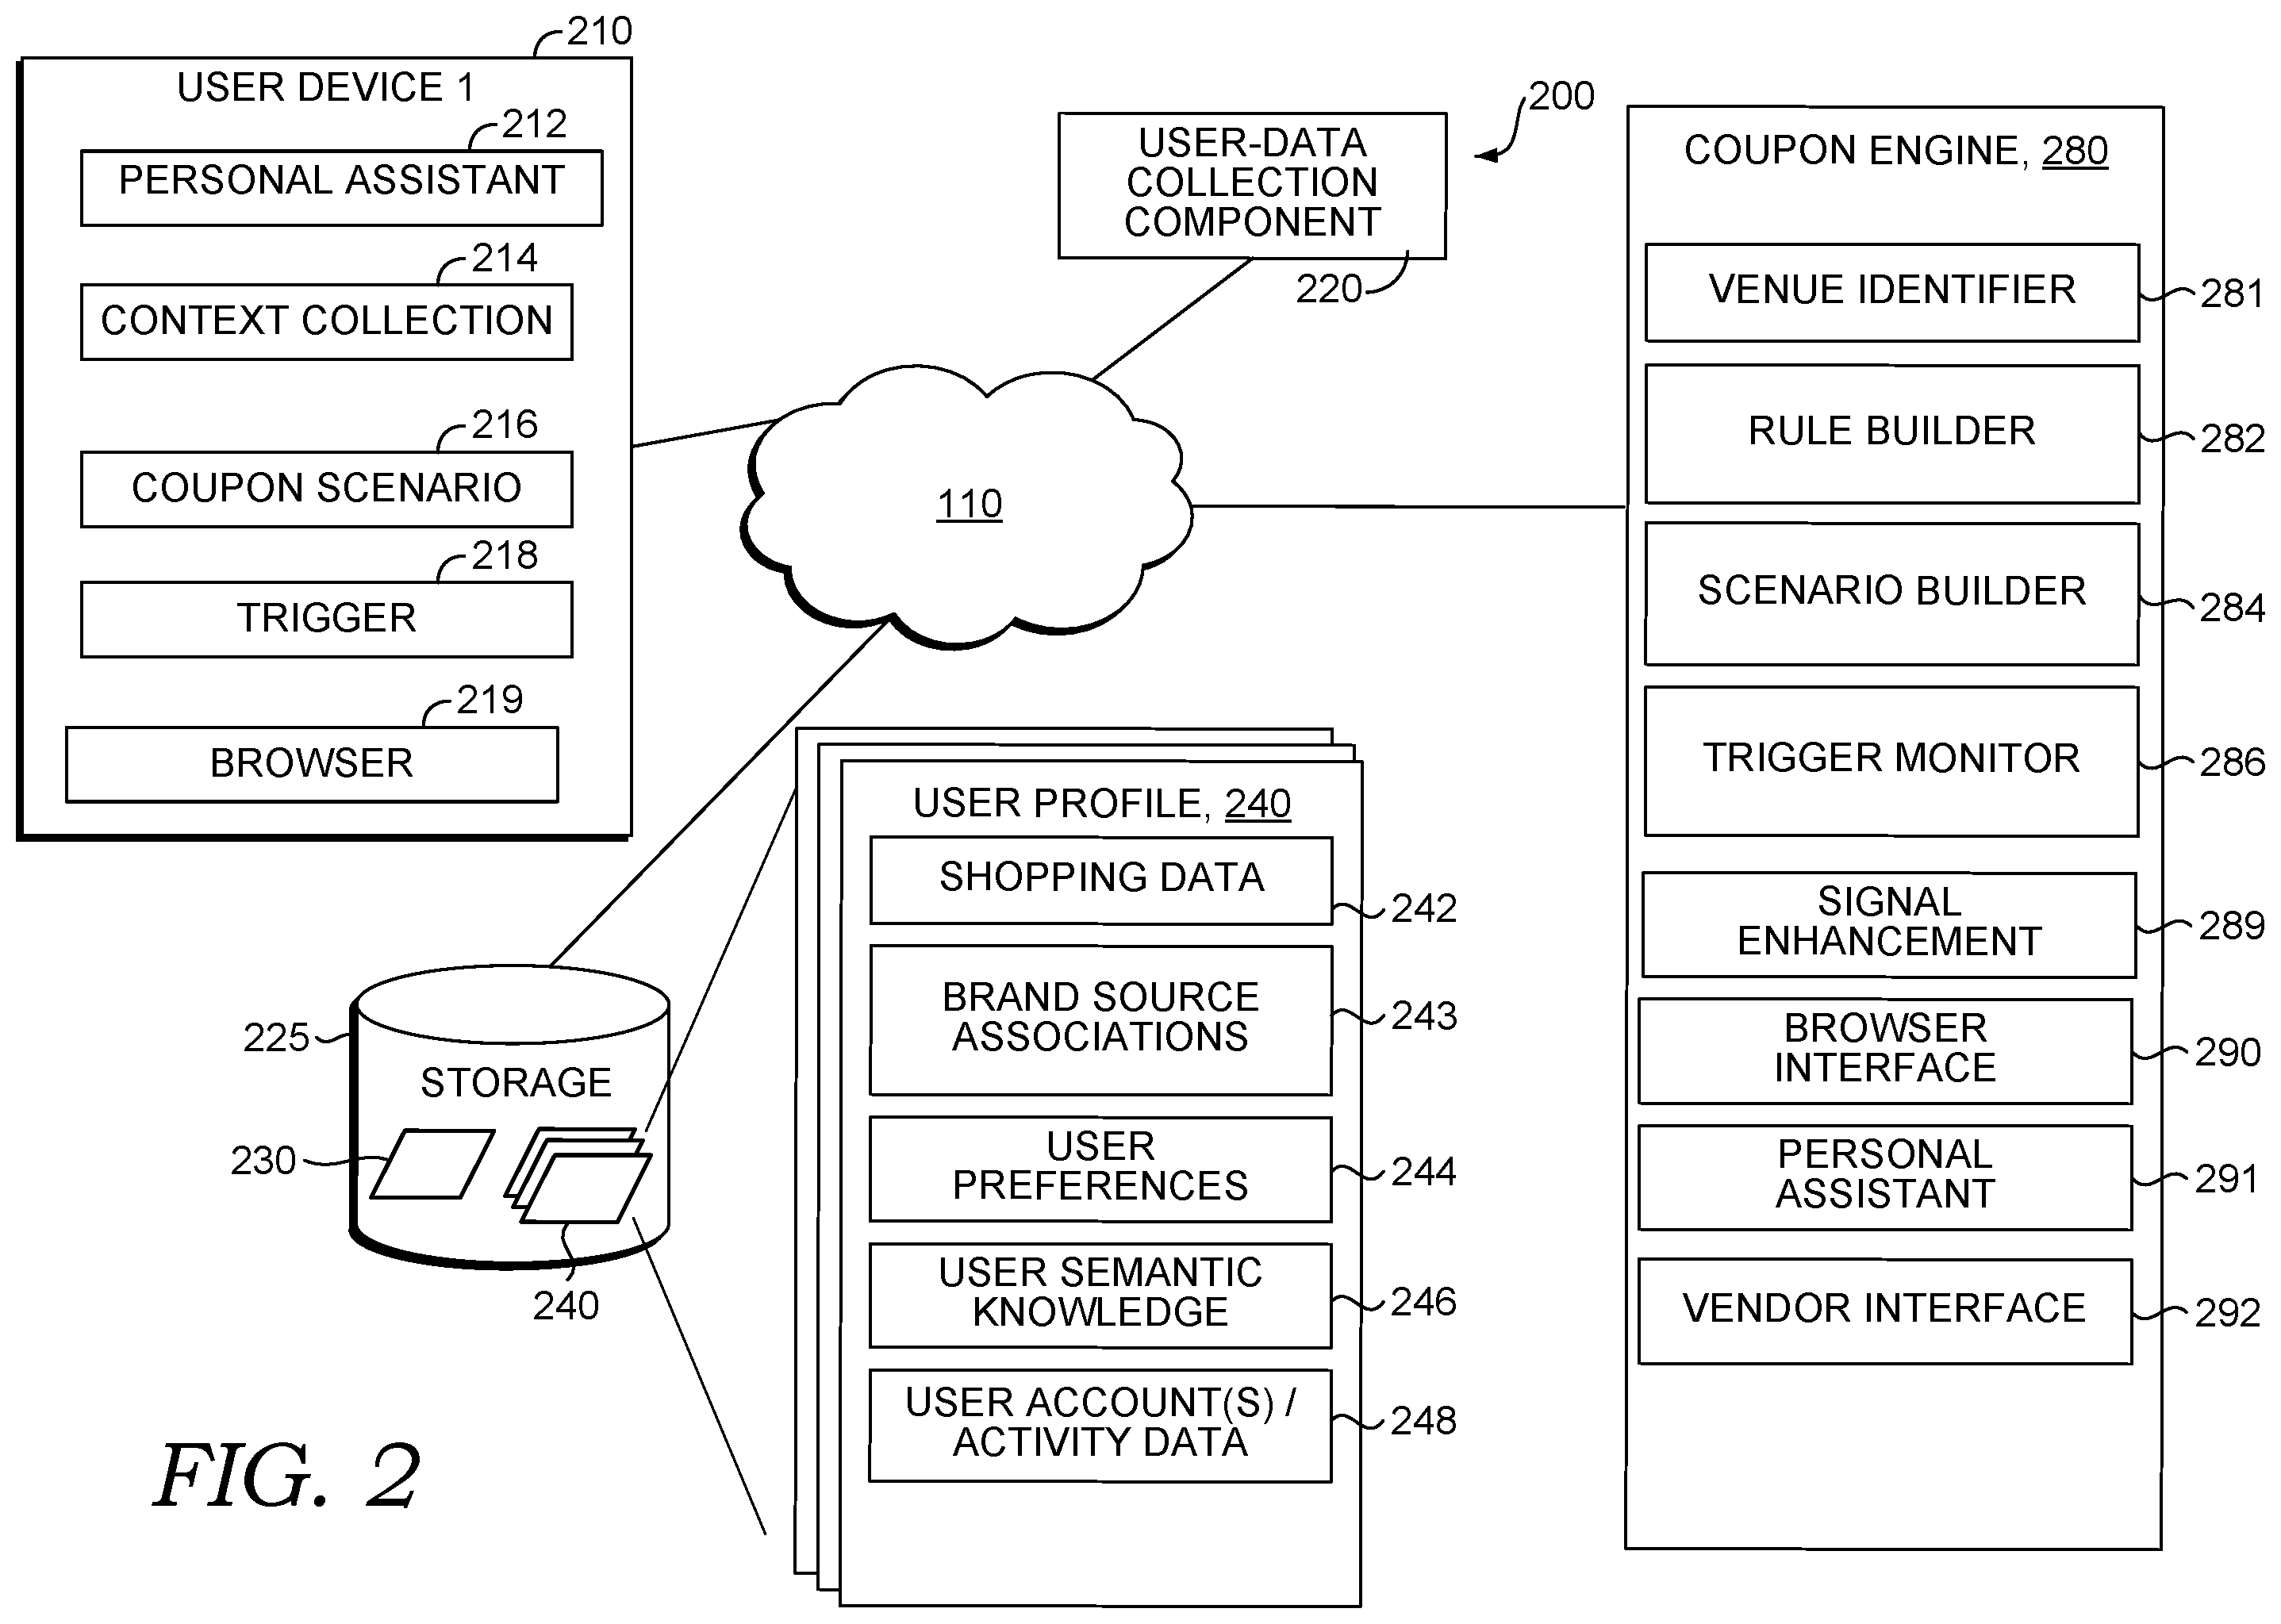 210
USER DEVICE 1
212
PERSONAL ASSISTANT
214
CONTEXT COLLECTION
216
COUPON SCENARIO
218
TRIGGER
219
BROWSER
USER-DATA
COLLECTION
COMPONENT
220
200
110
225
STORAGE
230
240
USER PROFILE, 240
SHOPPING DATA
242
BRAND SOURCE
ASSOCIATIONS
243
USER
PREFERENCES
244
USER SEMANTIC
KNOWLEDGE
246
USER ACCOUNT(S) /
ACTIVITY DATA
248
COUPON ENGINE, 280
VENUE IDENTIFIER
281
RULE BUILDER
282
SCENARIO BUILDER
284
TRIGGER MONITOR
286
SIGNAL
ENHANCEMENT
289
BROWSER
INTERFACE
290
PERSONAL
ASSISTANT
291
VENDOR INTERFACE
292
FIG. 2